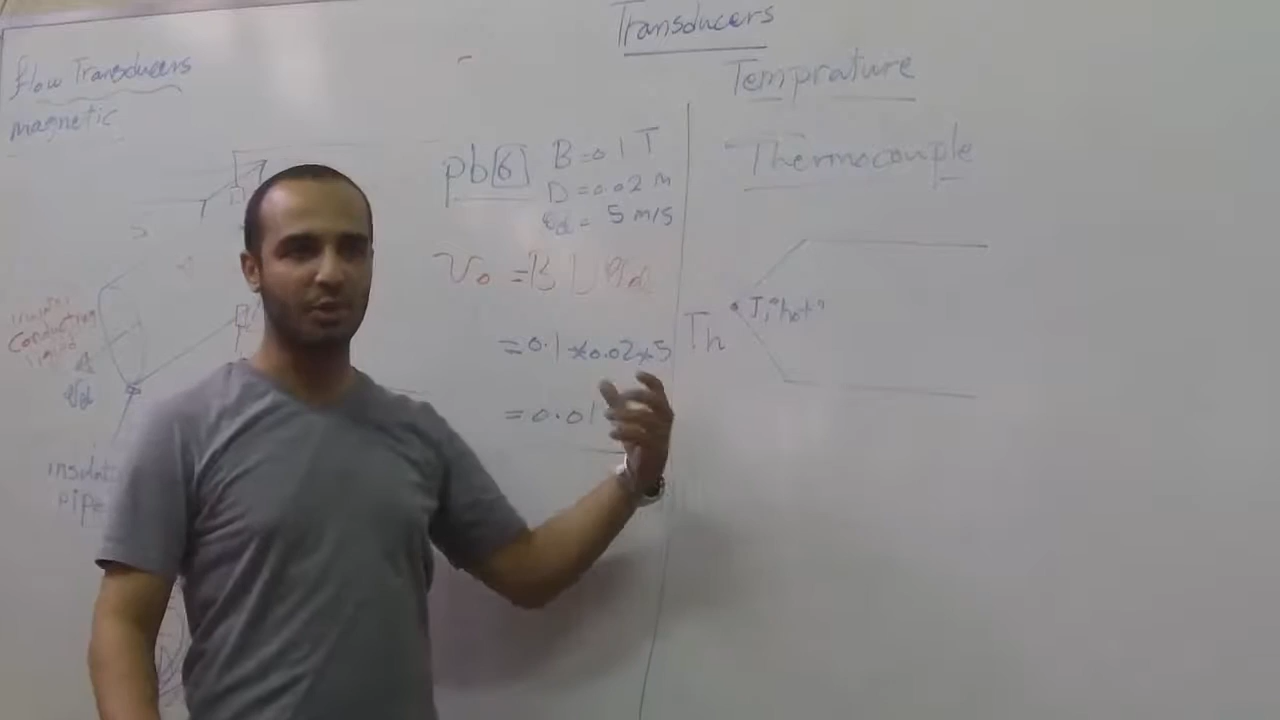 Transducers
Flow Transducers
magnetic
Conducting
insulat
Pipe
pb 6
B = 0.1 T
D = 0.02 m
= 5 m/s
= 0.1 * 0.02 * 5
= 0.01
Temprature
Thermocouple
J, "hot"
Th